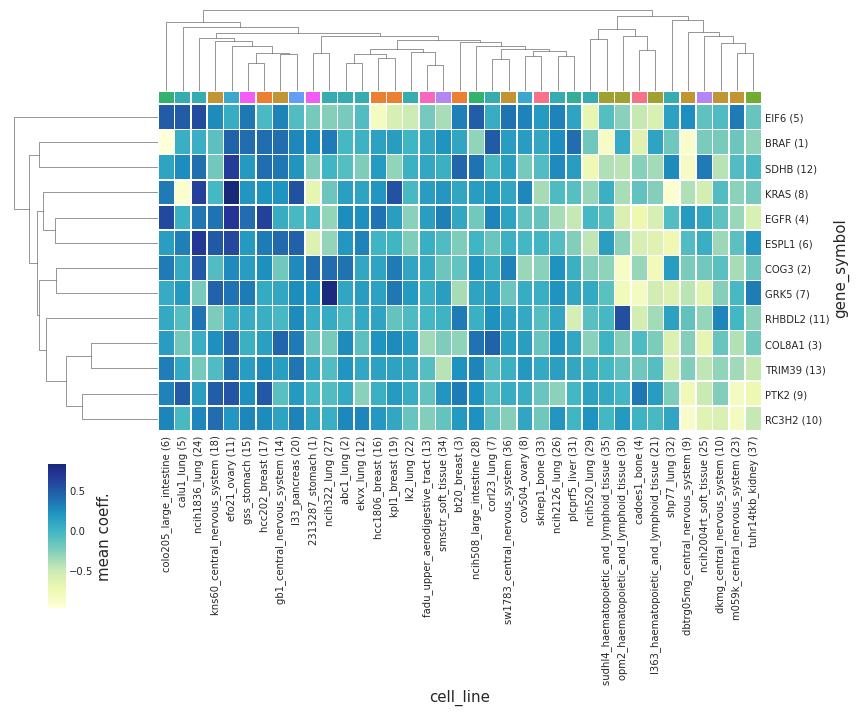 EIF6 (5)
BRAF (1)
SDHB (12)
KRAS (8)
EGFR (4)
ESPL1 (6)
COG3 (2)
GRK5 (7)
RHBDL2 (11)
COL8A1 (3)
TRIM39 (13)
PTK2 (9)
RC3H2 (10)
gene_symbol
colo205_large_intestine (6)
calu1_lung (5)
ncih1836_lung (24)
kns60_central_nervous_system (18)
efo21_ovary (11)
gss_stomach (15)
hcc202_breast (17)
gb1_central_nervous_system (14)
l33_pancreas (20)
2313287_stomach (1)
ncih322_lung (27)
abc1_lung (2)
ekvx_lung (12)
hcc1806_breast (16)
kpl1_breast (19)
lk2_lung (22)
fadu_upper_aerodigestive_tract (13)
smsctr_soft_tissue (34)
bt20_breast (3)
ncih508_large_intestine (28)
corl23_lung (7)
sw1783_central_nervous_system (36)
cov504_ovary (8)
sknep1_bone (33)
ncih2126_lung (26)
plcprf5_liver (31)
ncih520_lung (29)
sudhl4_haematopoietic_and_lymphoid_tissue (35)
opm2_haematopoietic_and_lymphoid_tissue (30)
cadoes1_bone (4)
l363_haematopoietic_and_lymphoid_tissue (21)
shp77_lung (32)
dbtrg05mg_central_nervous_system (9)
ncih2004rt_soft_tissue (25)
dkmg_central_nervous_system (10)
m059k_central_nervous_system (23)
tuhr14tkb_kidney (37)
cell_line
0.5
0.0
−0.5
mean coeff.